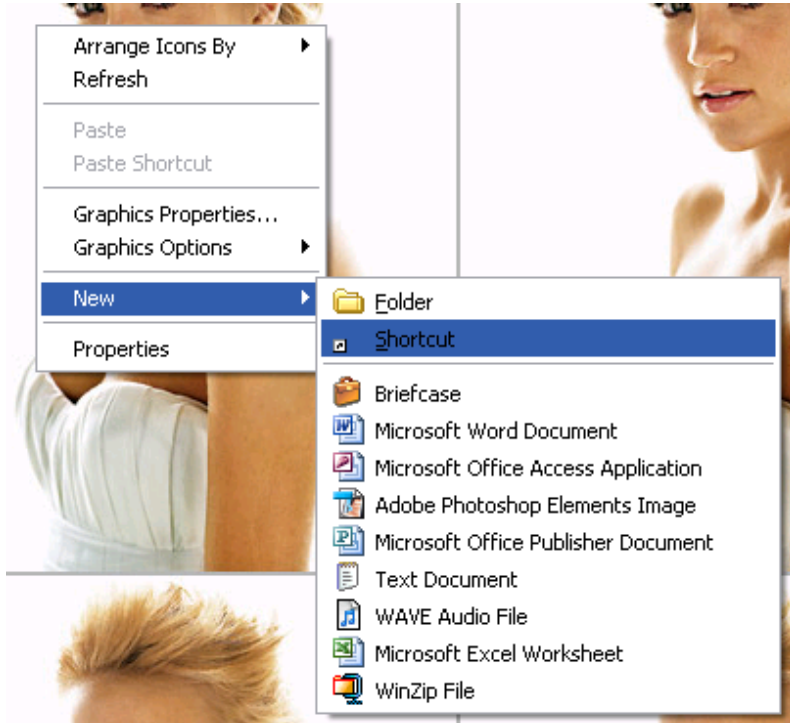 Arrange Icons By
Refresh
Paste
Paste Shortcut
Graphics Properties...
Graphics Options
New
Properties
Folder
Shortcut
Briefcase
Microsoft Word Document
Microsoft Office Access Application
Adobe Photoshop Elements Image
Microsoft Office Publisher Document
Text Document
WAVE Audio File
Microsoft Excel Worksheet
WinZip File